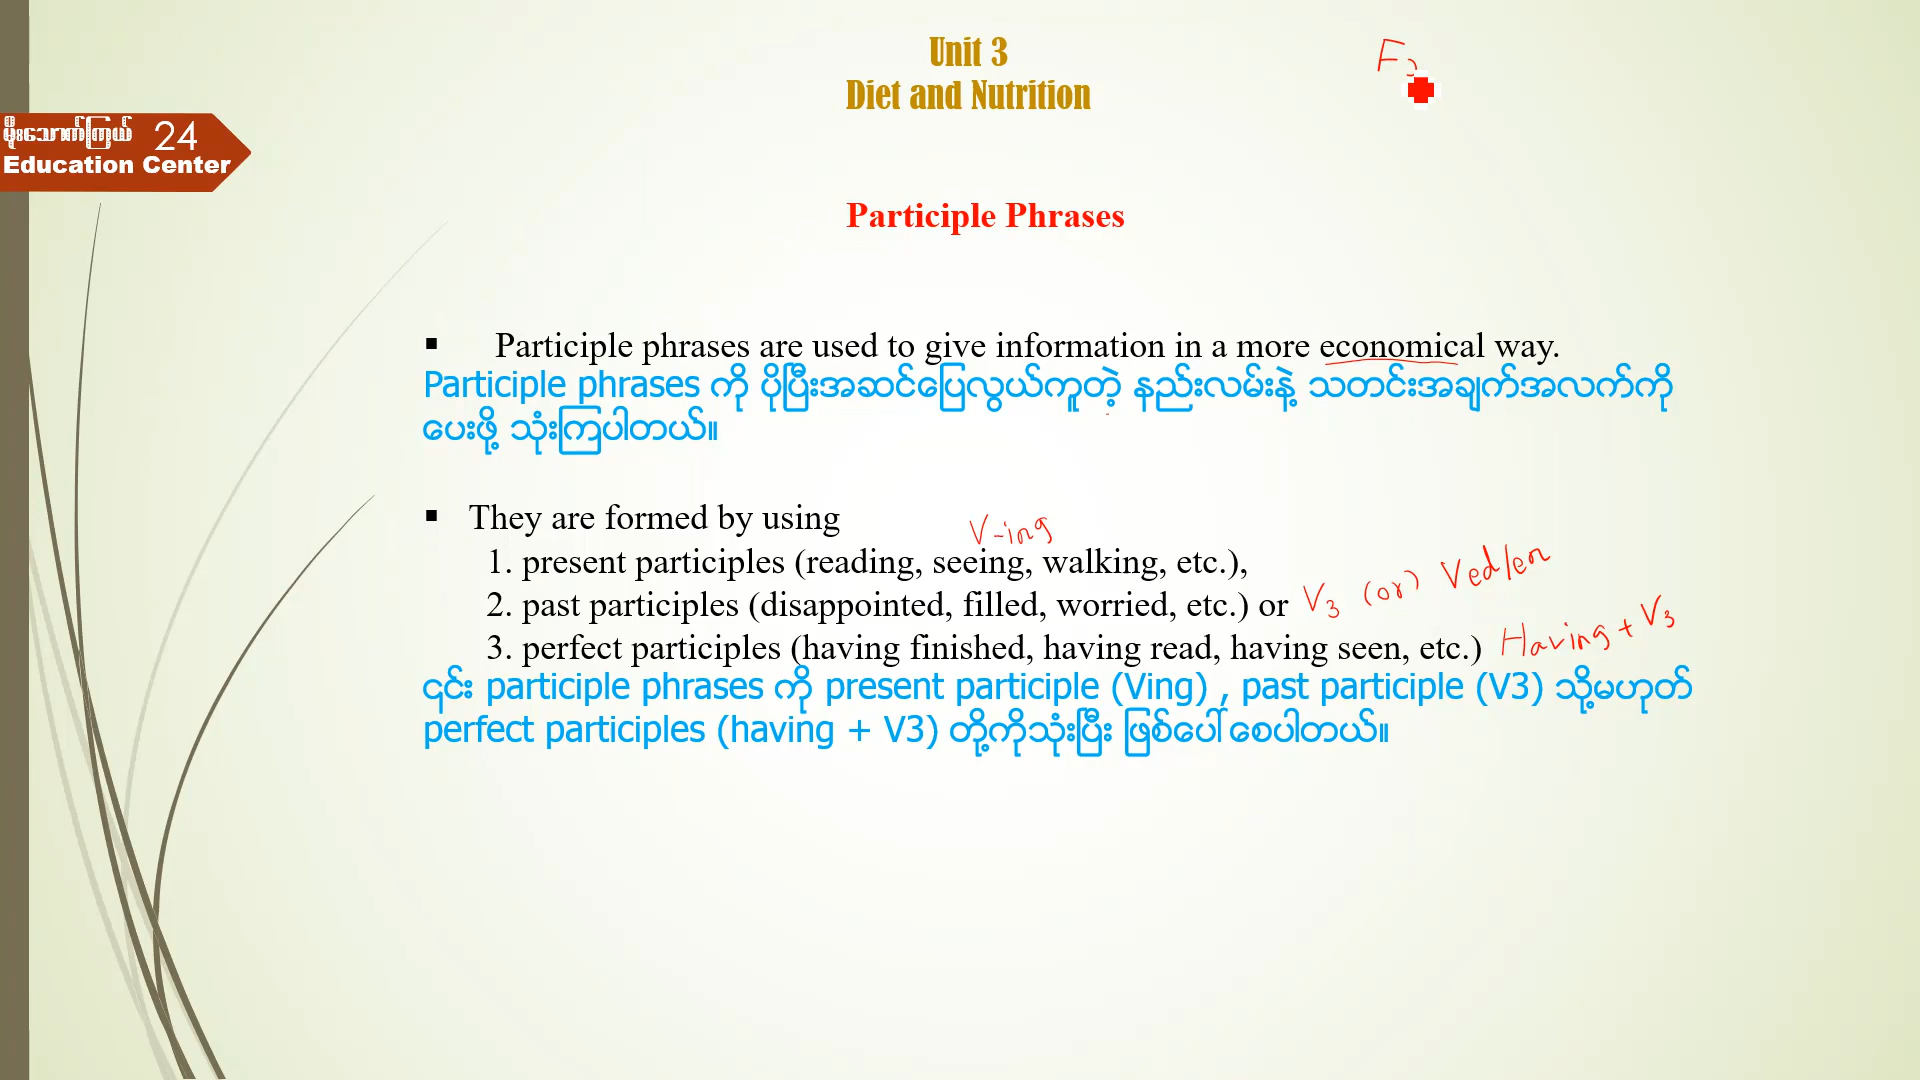 Unit 3
Diet and Nutrition
24
Education Center
Participle Phrases
▪ Participle phrases are used to give information in a more economical way.
Participle phrases ကို ပိုပြီးအဆင်ပြေလွယ်ကူတဲ့ နည်းလမ်းနဲ့ သတင်းအချက်အလက်ကို
ပေးဖို့ သုံးကြပါတယ်။
▪ They are formed by using
V-ing
1. present participles (reading, seeing, walking, etc.),
2. past participles (disappointed, filled, worried, etc.) or V3 (or) Ved/en
3. perfect participles (having finished, having read, having seen, etc.) Having + V3
၎င်း participle phrases ကို present participle (Ving) , past participle (V3) သို့မဟုတ်
perfect participles (having + V3) တို့ကိုသုံးပြီး ဖြစ်ပေါ်စေပါတယ်။